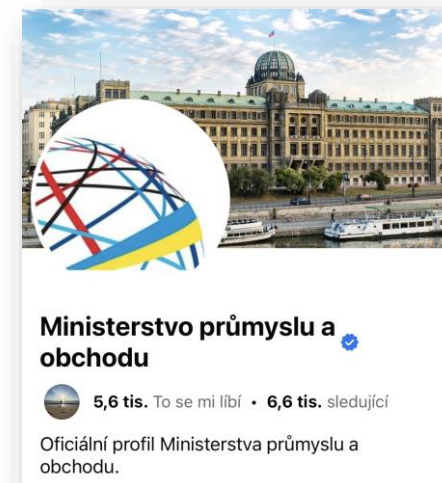 Ministerstvo průmyslu a
obchodu
5,6 tis. To se mi líbí • 6,6 tis. sledující
Oficiální profil Ministerstva průmyslu a
obchodu.